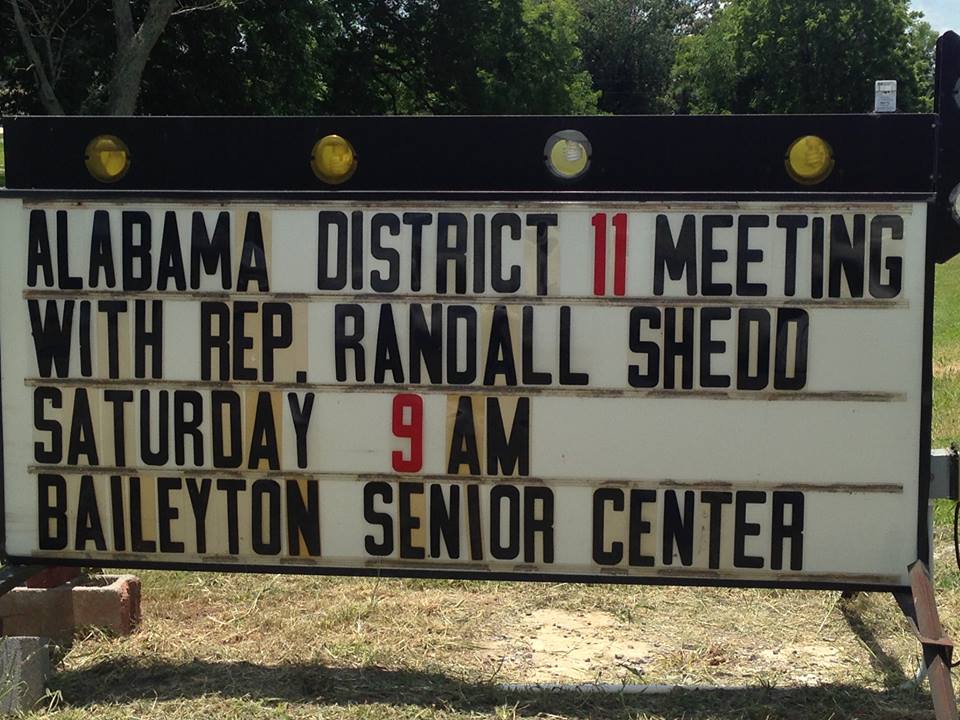 ALABAMA DISTRICT 11 MEETING
WITH REP. RANDALL SHEDD
SATURDAY 9 AM
BAILEYTON SENIOR CENTER